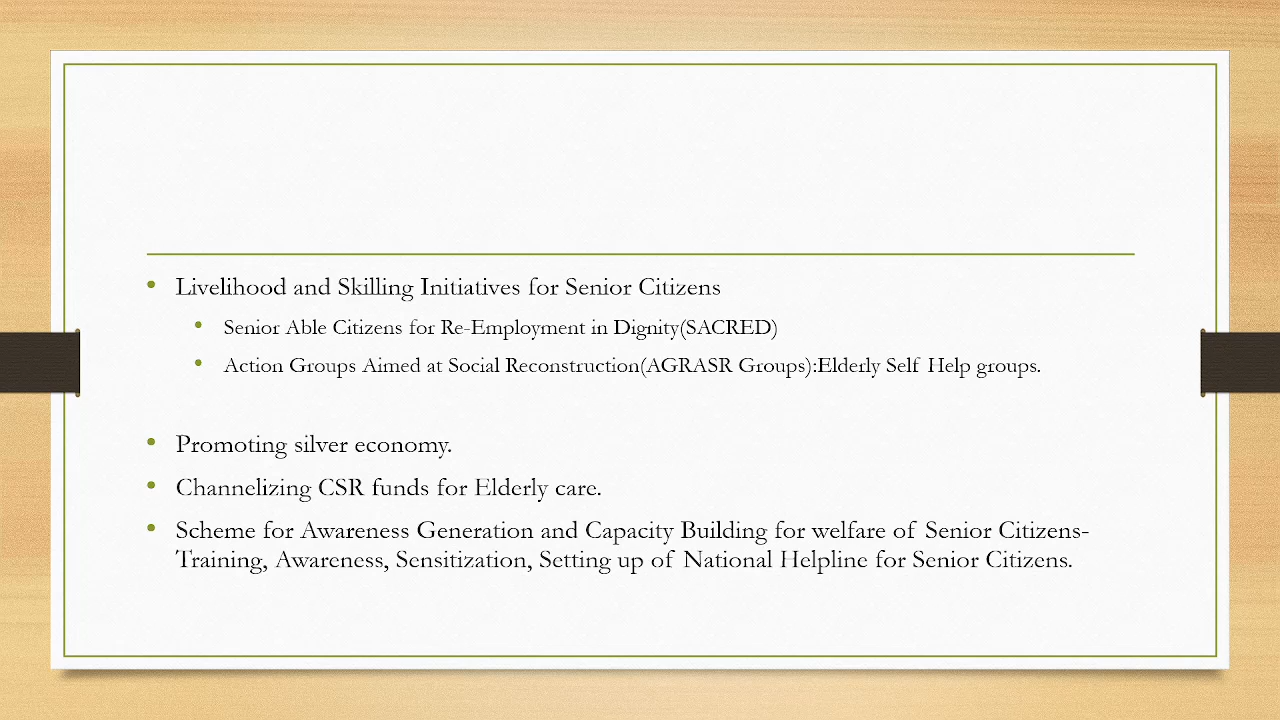 • Livelihood and Skilling Initiatives for Senior Citizens
• Senior Able Citizens for Re-Employment in Dignity(SACRED)
• Action Groups Aimed at Social Reconstruction(AGRASR Groups):Elderly Self Help groups.
• Promoting silver economy.
• Channelizing CSR funds for Elderly care.
• Scheme for Awareness Generation and Capacity Building for welfare of Senior Citizens-
Training, Awareness, Sensitization, Setting up of National Helpline for Senior Citizens.